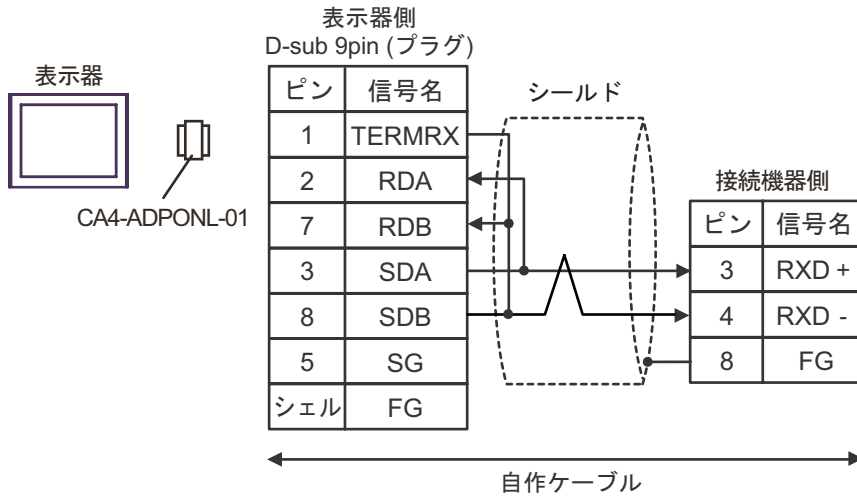 表示器側
D-sub 9pin (プラグ)
表示器
CA4-ADPONL-01
ピン 信号名
1 TERMRX
2 RDA
7 RDB
3 SDA
8 SDB
5 SG
シェル FG
シールド
接続機器側
ピン 信号名
3 RXD +
4 RXD -
8 FG
自作ケーブル